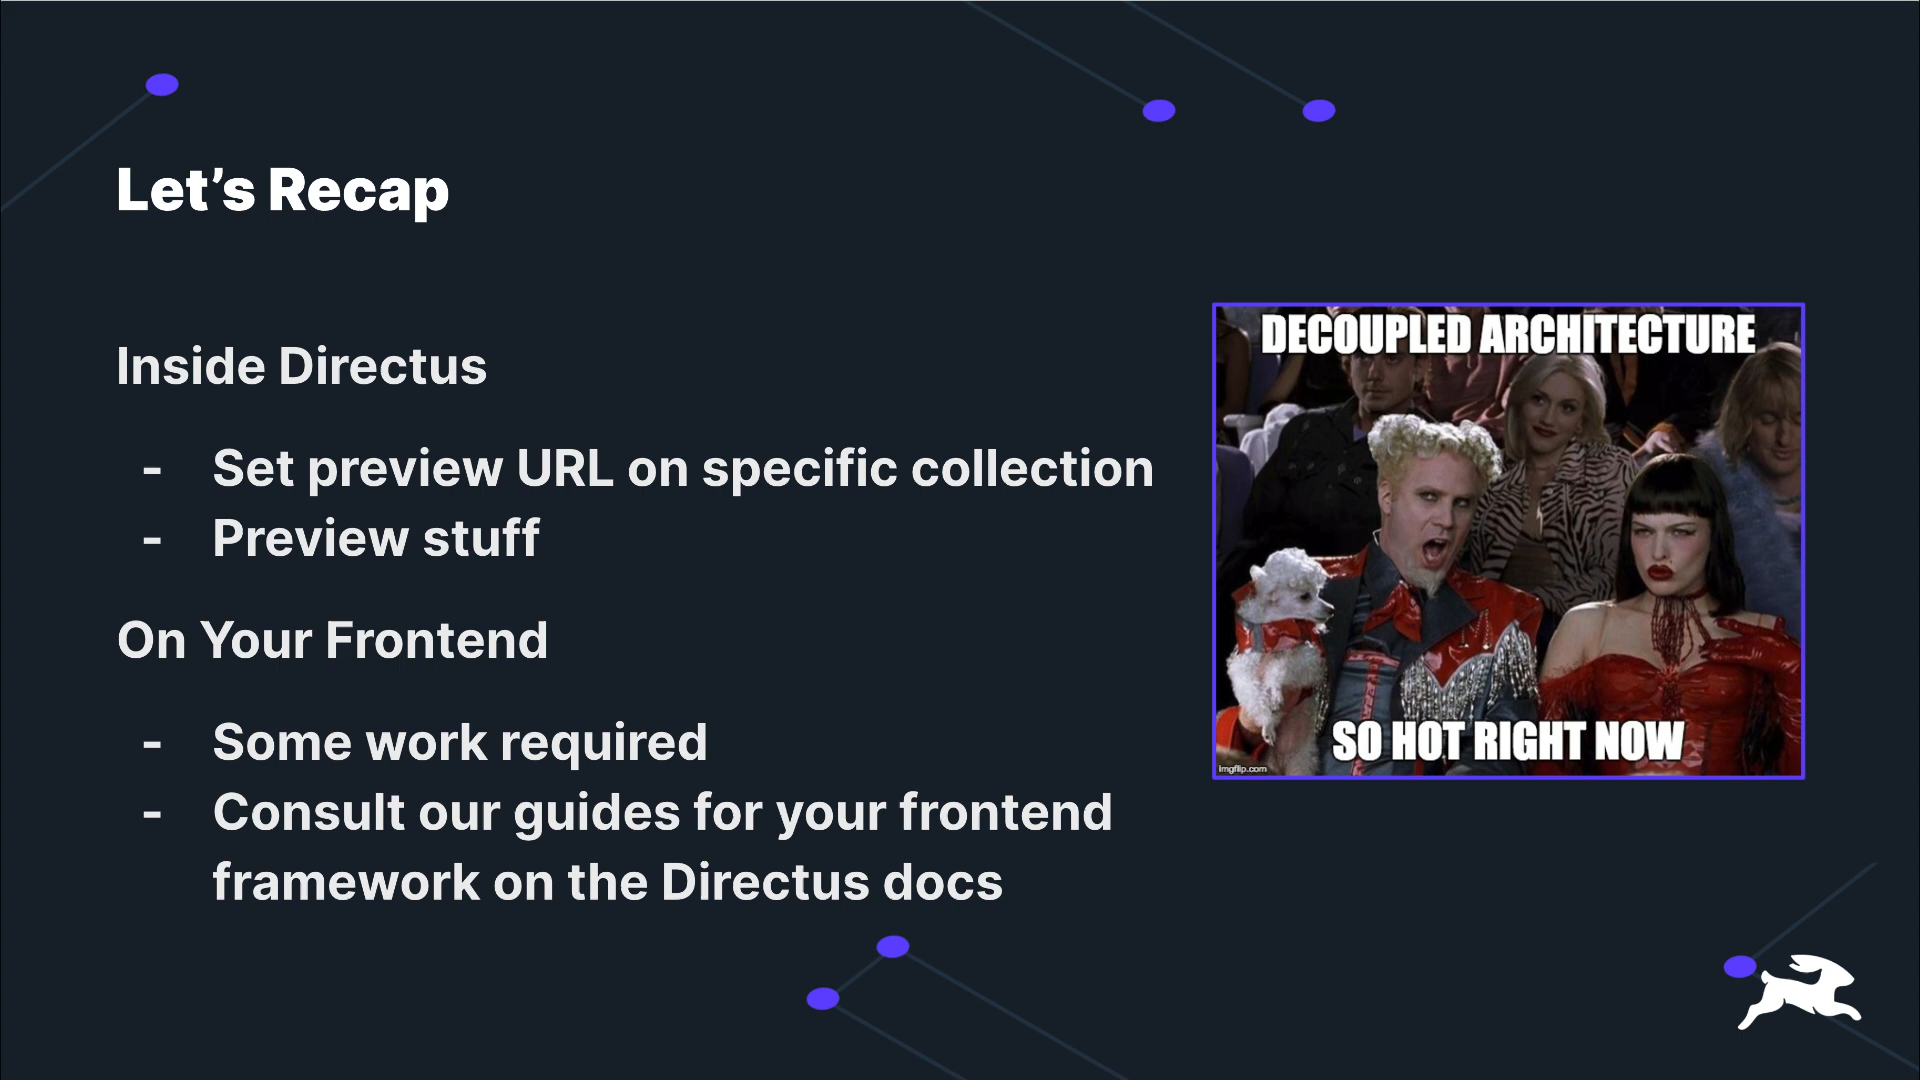 Let’s Recap
Inside Directus
- Set preview URL on specific collection
- Preview stuff
On Your Frontend
- Some work required
- Consult our guides for your frontend
framework on the Directus docs
DECOUPLED ARCHITECTURE
SO HOT RIGHT NOW
imgflip.com